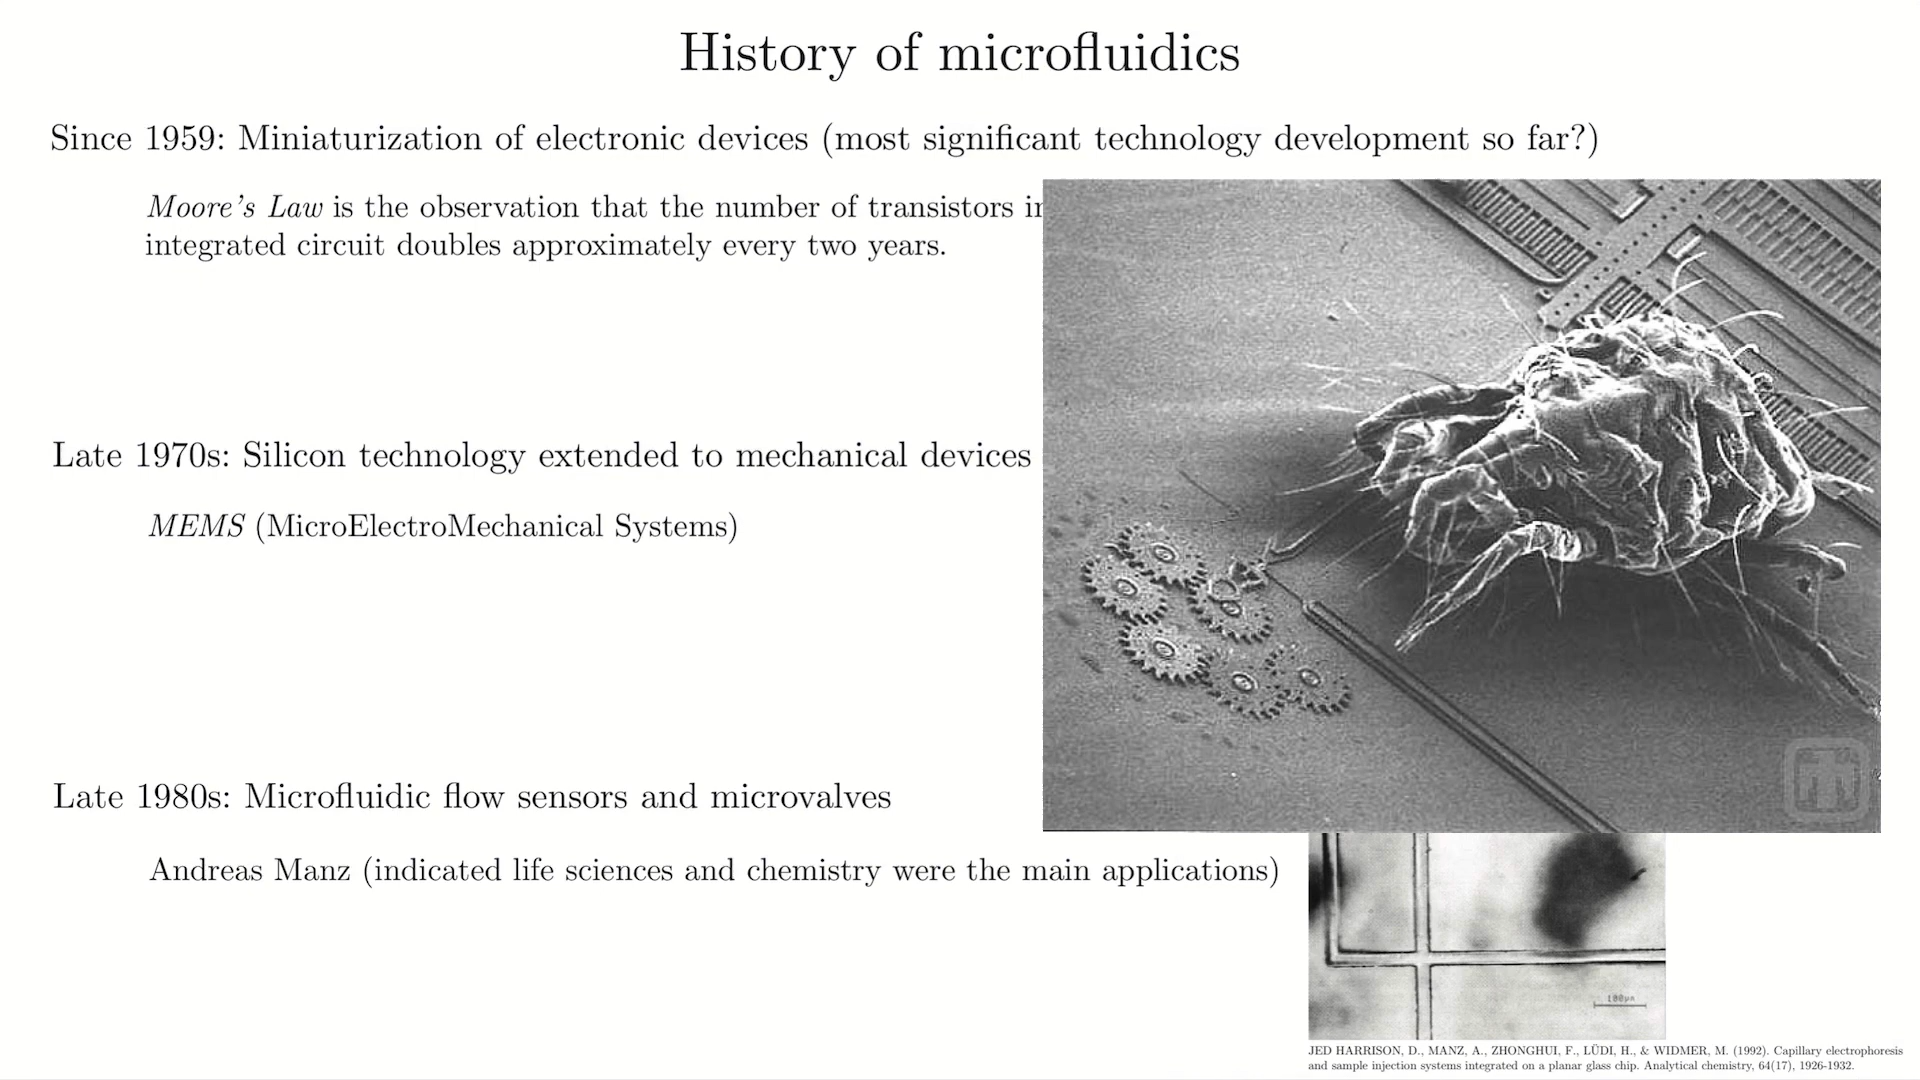 History of microfluidics
Since 1959: Miniaturization of electronic devices (most significant technology development so far?)
Moore's Law is the observation that the number of transistors
integrated circuit doubles approximately every two years.
Late 1970s: Silicon technology extended to mechanical devices
MEMS (MicroElectroMechanical Systems)
Late 1980s: Microfluidic flow sensors and microvalves
Andreas Manz (indicated life sciences and chemistry were the main applications)
100µm
JED HARRISON, D., MANZ, A., ZHONGHUI, F., LÜDI, H., & WIDMER, M. (1992). Capillary electrophoresis
and sample injection systems integrated on a planar glass chip. Analytical chemistry, 64(17), 1926-1932.